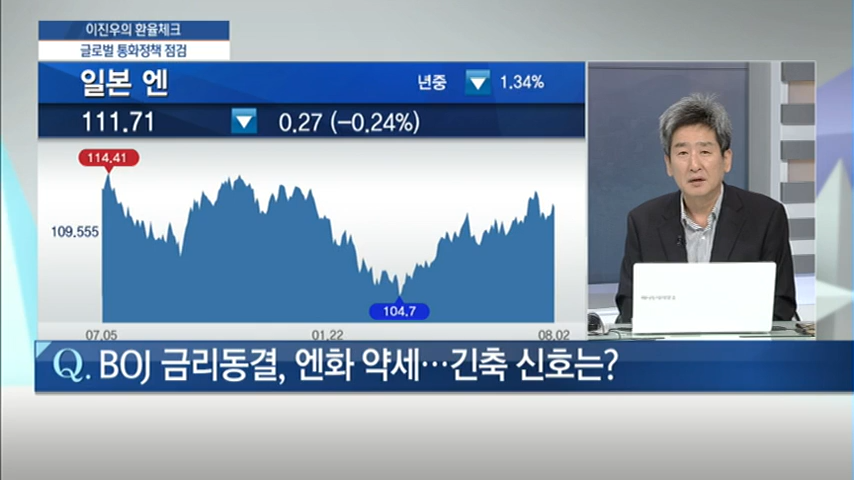 이진우의 환율체크
글로벌 통화정책 점검
일본 엔
년중 ▼ 1.34%
111.71 ▼ 0.27 (-0.24%)
114.41
109.555
104.7
07.05 01.22 08.02
Q. BOJ 금리동결, 엔화 약세…긴축 신호는?